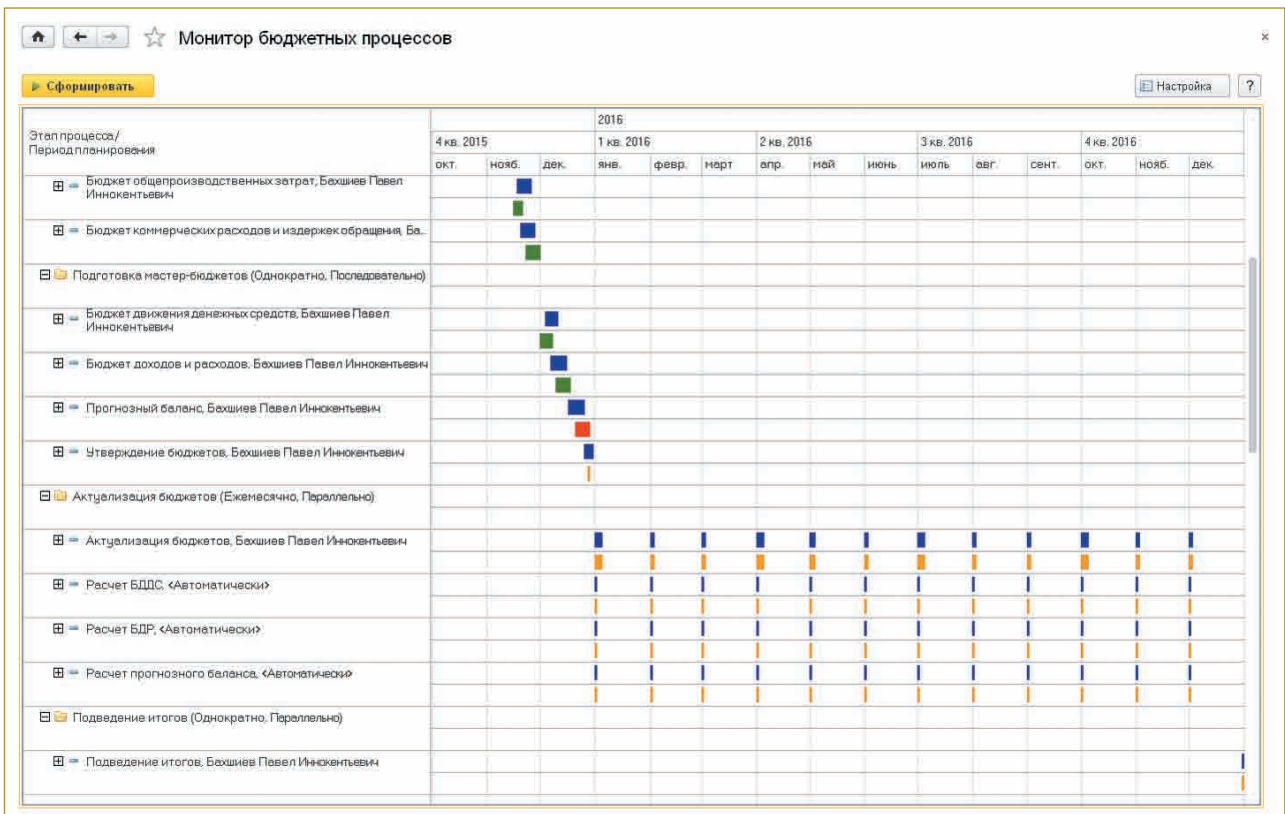 Монитор бюджетных процессов
×
Сформировать
Настройка
?
Этап процесса/
Период планирования
2016
4 кв. 2015
1 кв. 2016
2 кв. 2016
3 кв. 2016
4 кв. 2016
окт. нояб. дек. янв. февр. март апр. май июнь июль авг. сент. окт. нояб. дек.
Бюджет общепроизводственных затрат, Бахшиев Павел
Иннокентьевич
Бюджет коммерческих расходов и издержек обращения, Ба...
Подготовка мастер-бюджетов (Однократно, Последовательно)
Бюджет движения денежных средств, Бахшиев Павел
Иннокентьевич
Бюджет доходов и расходов, Бахшиев Павел Иннокентьевич
Прогнозный баланс, Бахшиев Павел Иннокентьевич
Утверждение бюджетов, Бахшиев Павел Иннокентьевич
Актуализация бюджетов (Ежемесячно, Параллельно)
Актуализация бюджетов, Бахшиев Павел Иннокентьевич
Расчет БДДС, <Автоматически>
Расчет БДР, <Автоматически>
Расчет прогнозного баланса, <Автоматически>
Подведение итогов (Однократно, Параллельно)
Подведение итогов, Бахшиев Павел Иннокентьевич